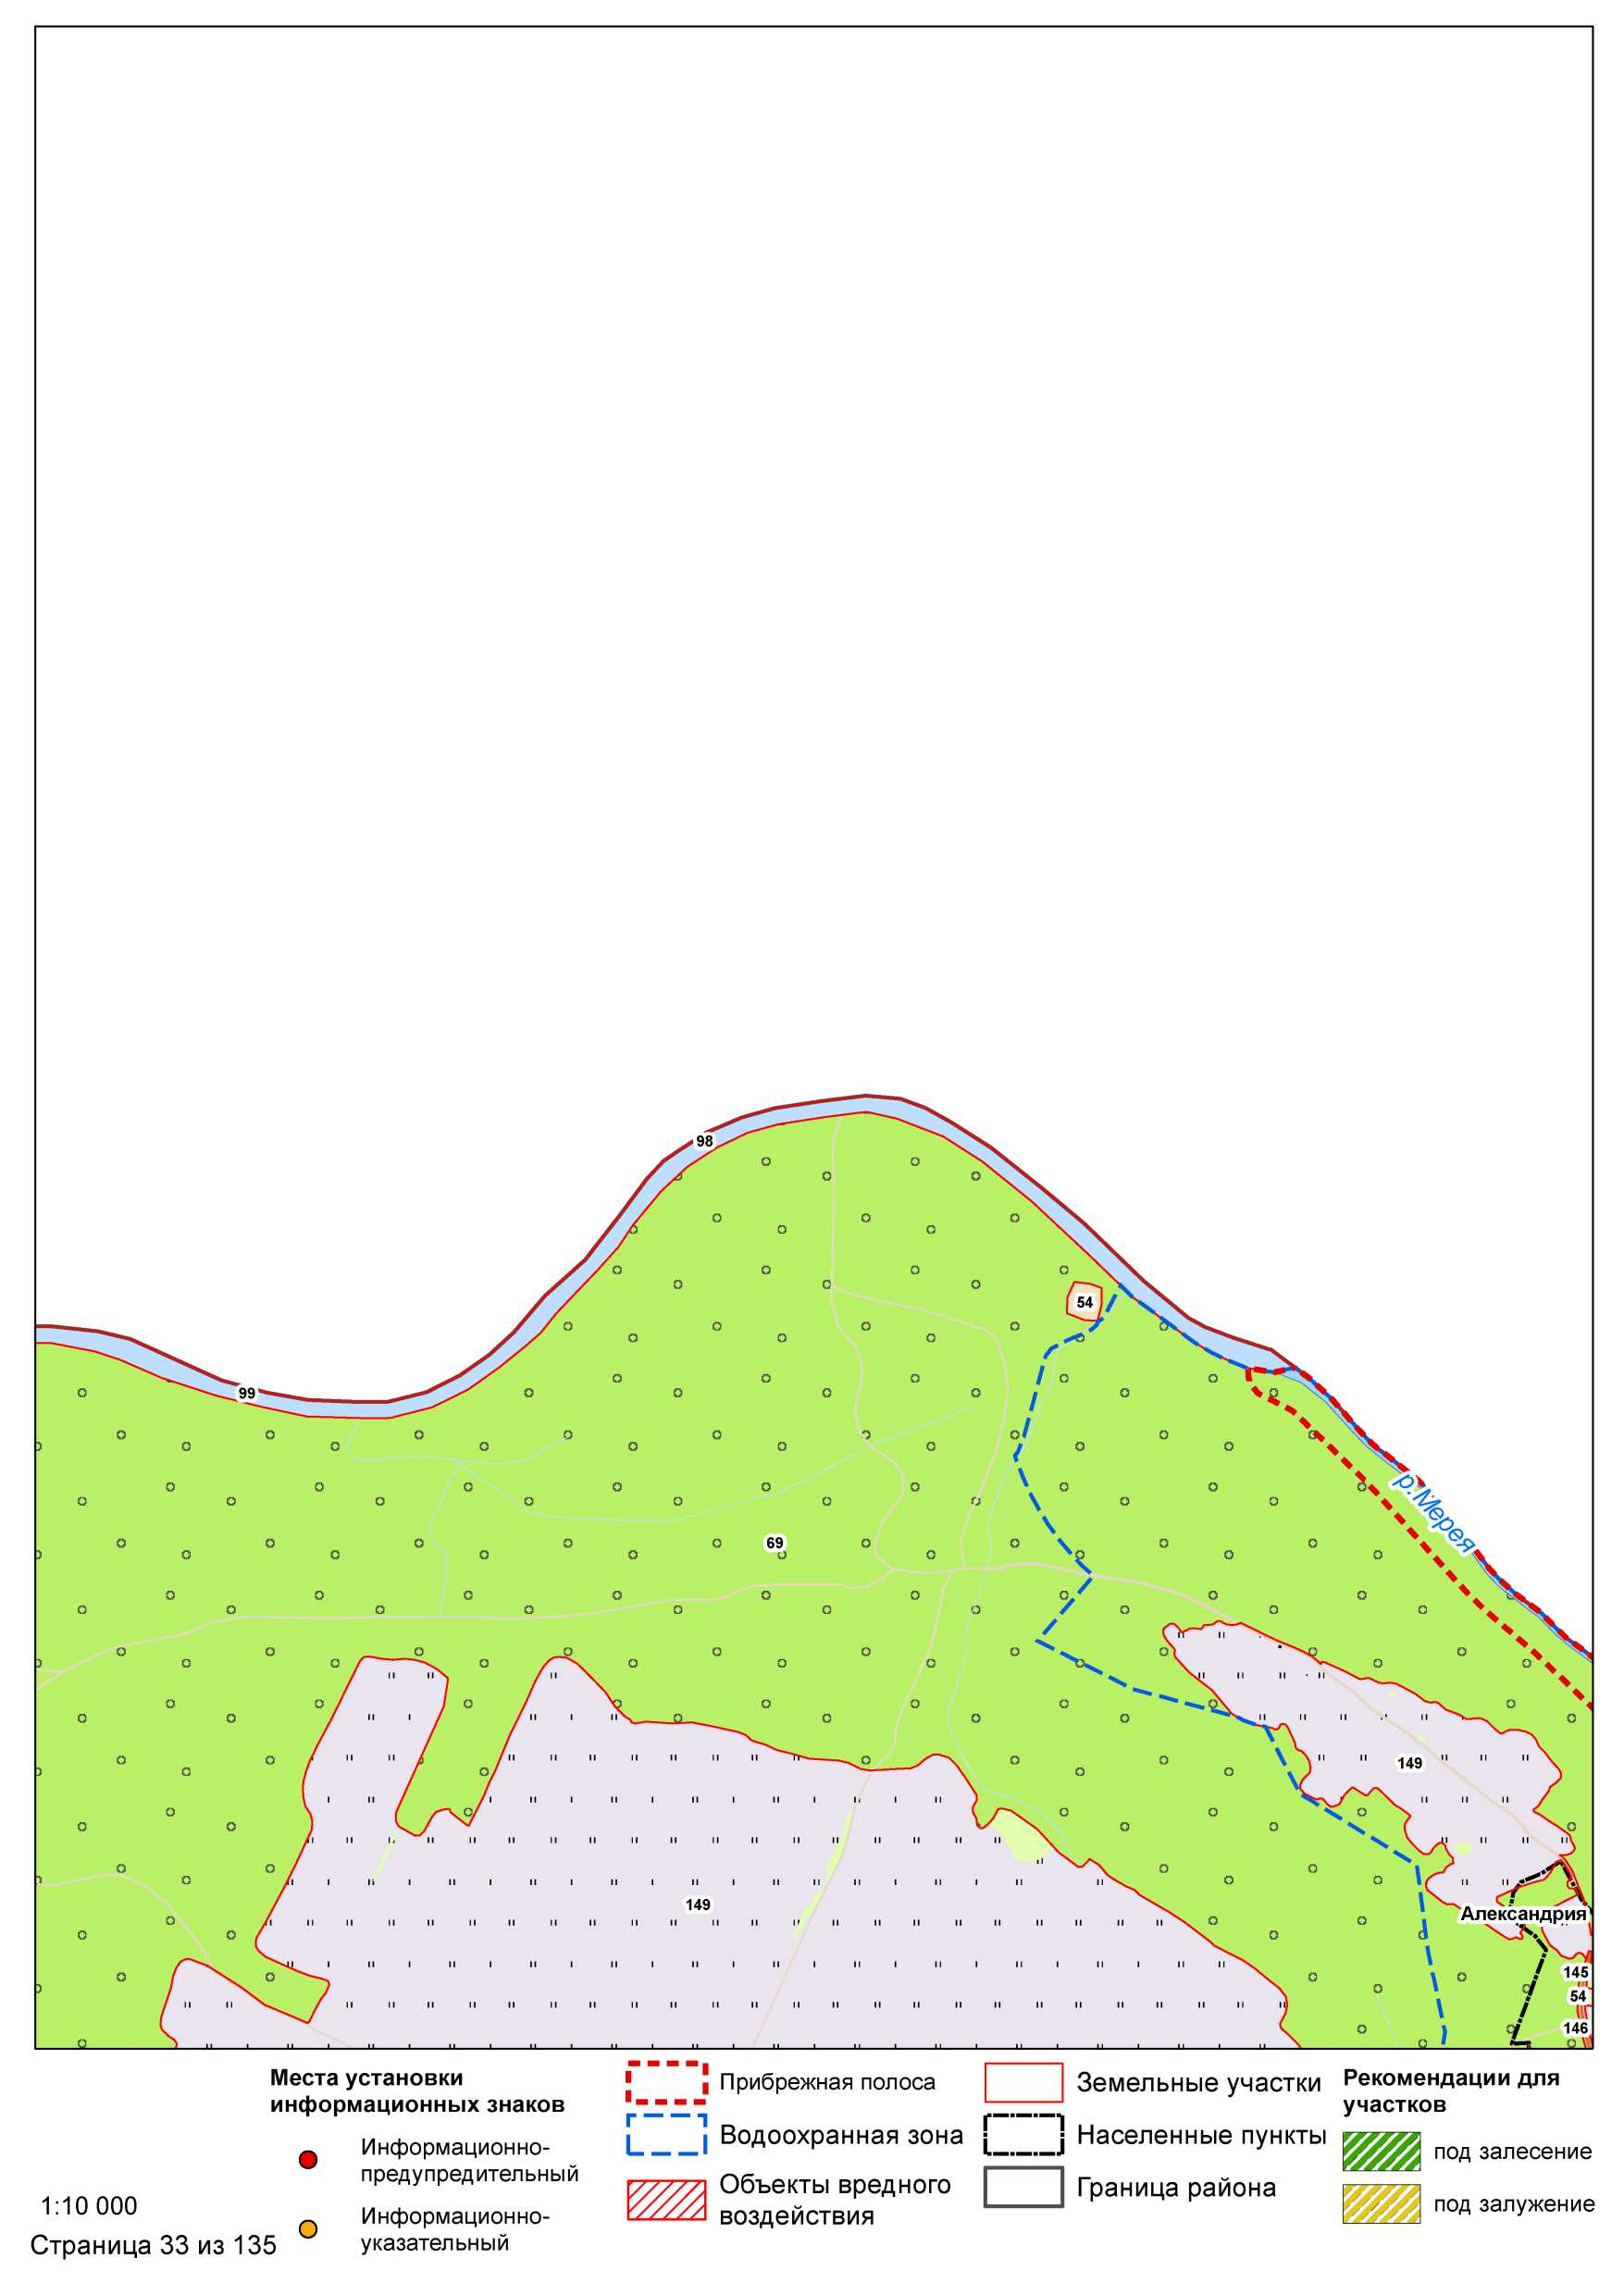 98
54
99
р.Мерея
69
149
149
Александрия
145
54
146
Места установки
информационных знаков
Информационно-
предупредительный
Информационно-
указательный
Прибрежная полоса
Водоохранная зона
Объекты вредного
воздействия
Земельные участки
Населенные пункты
Граница района
Рекомендации для
участков
под залесение
под залужение
1:10 000
Страница 33 из 135